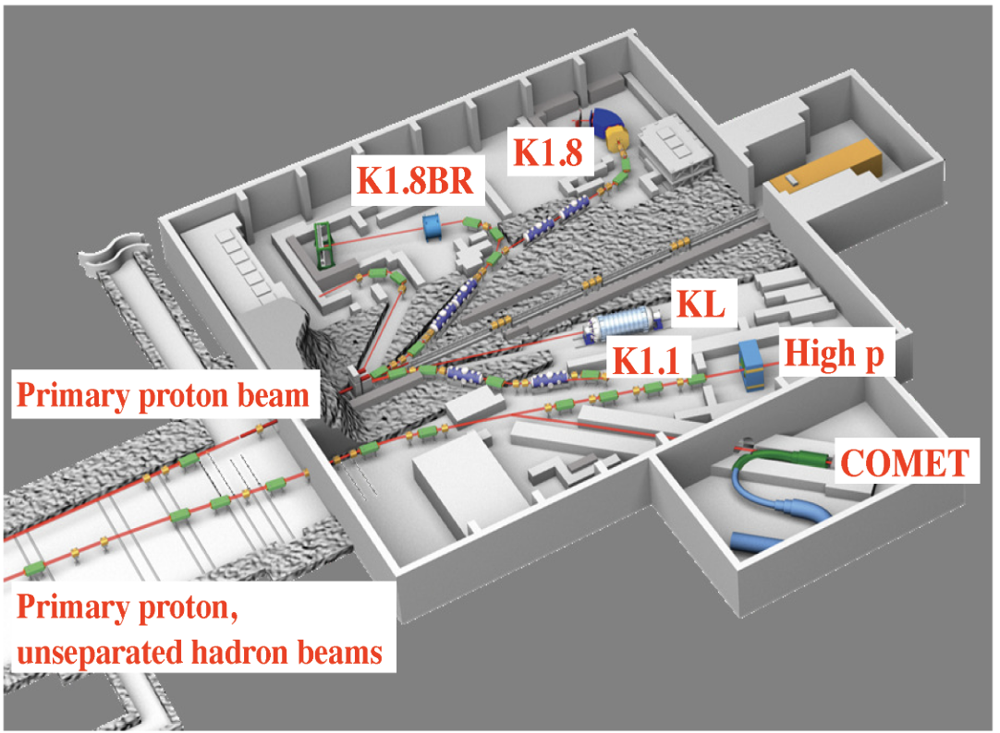 K1.8
K1.8BR
KL
K1.1
High p
Primary proton beam
COMET
Primary proton,
unseparated hadron beams